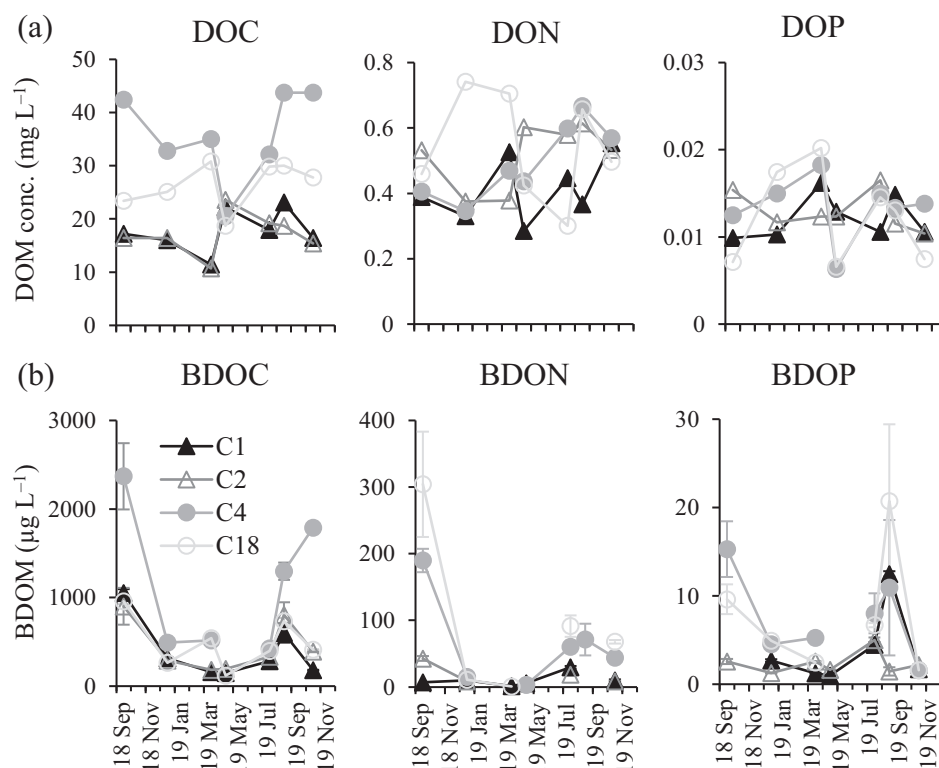 (a) DOC DON DOP
DOM conc. (mg L⁻¹)
50
40
30
20
10
0
0.8
0.6
0.4
0.2
0
0.03
0.02
0.01
0
(b) BDOC BDON BDOP
BDOM (µg L⁻¹)
3000
2000
1000
0
C1
C2
C4
C18
400
300
200
100
0
30
20
10
0
18 Sep
18 Nov
19 Jan
19 Mar
19 May
19 Jul
19 Sep
19 Nov
18 Sep
18 Nov
19 Jan
19 Mar
9 May
19 Jul
19 Sep
19 Nov
18 Sep
18 Nov
19 Jan
19 Mar
19 May
19 Jul
19 Sep
19 Nov